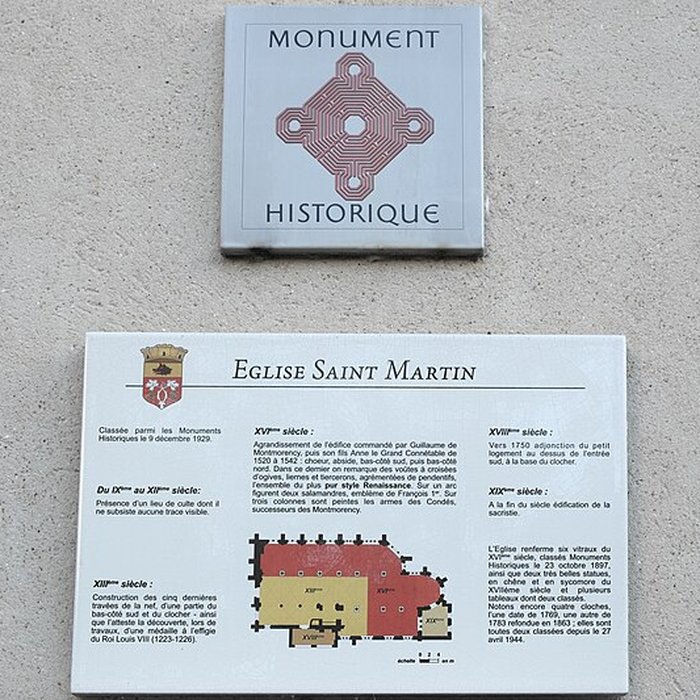 MONUMENT
HISTORIQUE
EGLISE SAINT MARTIN
Classée parmi les Monuments
Historiques le 9 décembre 1929.
Du IXème au XIIème siècle:
Présence d'un lieu de culte dont il
ne subsiste aucune trace visible.
XIIIème siècle :
Construction des cinq dernières
travées de la nef, d'une partie du
bas-côté sud et du clocher - ainsi
que l'atteste la découverte, lors de
travaux, d'une médaille à l'effigie
du Roi Louis VIII (1223-1226).
XVIème siècle :
Agrandissement de l'édifice commandé par Guillaume de
Montmorency, puis son fils Anne le Grand Connétable de
1520 à 1542 : choeur, abside, bas-côté sud, puis bas-côté
nord. Dans ce dernier on remarque des voûtes à croisées
d'ogives, liernes et tiercerons, agrémentées de pendentifs,
l'ensemble du plus pur style Renaissance. Sur un arc
figurent deux salamandres, emblème de François 1er. Sur
trois colonnes sont peintes les armes des Condés,
successeurs des Montmorency.
XIIIème
XVIème
XVIIIème
XIXème
échelle 0 2 4 en m
XVIIIème siècle :
Vers 1750 adjonction du petit
logement au dessus de l'entrée
sud, à la base du clocher.
XIXème siècle :
A la fin du siècle édification de la
sacristie.
L'Eglise renferme six vitraux du
XVIème siècle, classés Monuments
Historiques le 23 octobre 1897,
ainsi que deux très belles statues,
en chêne et en sycomore du
XVIIème siècle et plusieurs
tableaux dont deux classés.
Notons encore quatre cloches,
l'une date de 1769, une autre de
1783 refondue en 1863 ; elles sont
toutes deux classées depuis le 27
avril 1944.